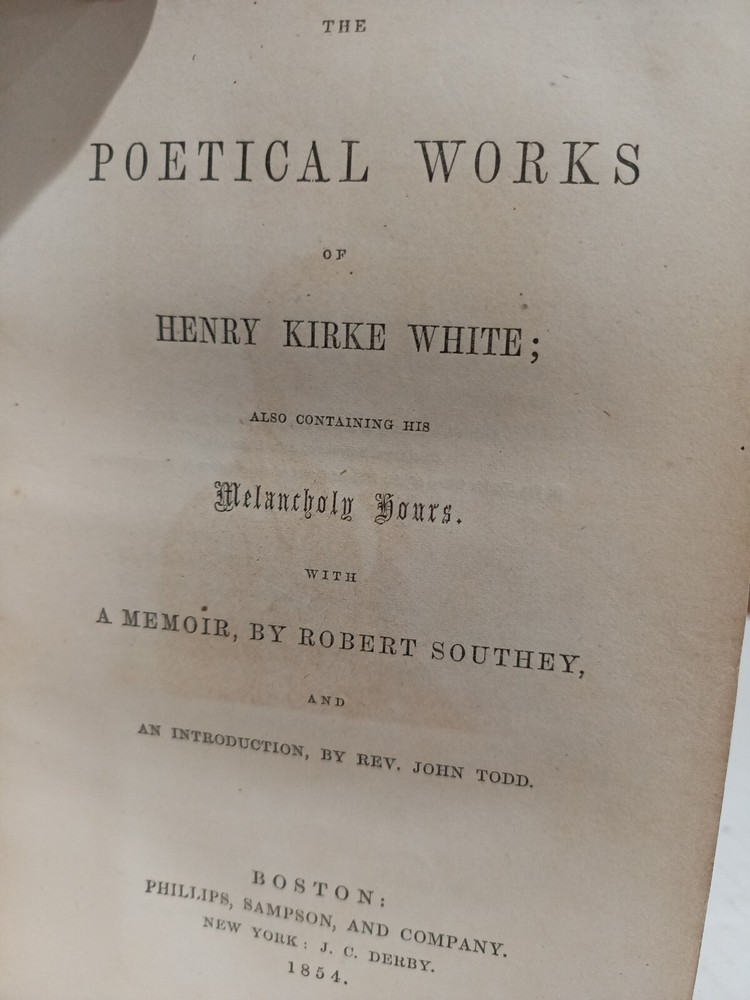 THE
POETICAL WORKS
OF
HENRY KIRKE WHITE;
ALSO CONTAINING HIS
Melancholy Hours.
WITH
A MEMOIR, BY ROBERT SOUTHEY,
AND
AN INTRODUCTION, BY REV. JOHN TODD.
BOSTON:
PHILLIPS, SAMPSON, AND COMPANY.
NEW YORK: J. C. DERBY.
1854.